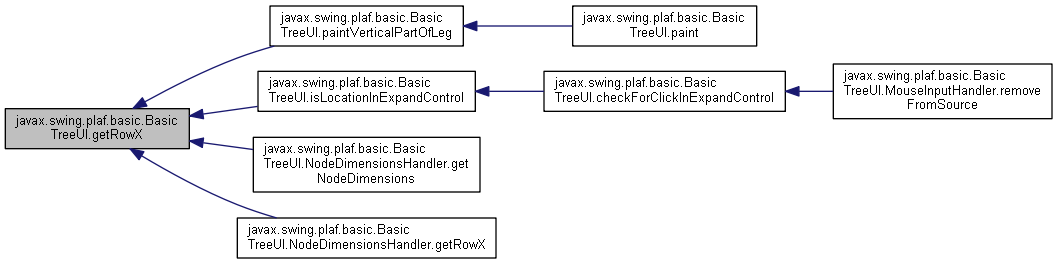 javax.swing.plaf.basic.Basic
TreeUI.getRowX
javax.swing.plaf.basic.Basic
TreeUI.paintVerticalPartOfLeg
javax.swing.plaf.basic.Basic
TreeUI.paint
javax.swing.plaf.basic.Basic
TreeUI.isLocationInExpandControl
javax.swing.plaf.basic.Basic
TreeUI.checkForClickInExpandControl
javax.swing.plaf.basic.Basic
TreeUI.MouseInputHandler.remove
FromSource
javax.swing.plaf.basic.Basic
TreeUI.NodeDimensionsHandler.get
NodeDimensions
javax.swing.plaf.basic.Basic
TreeUI.NodeDimensionsHandler.getRowX